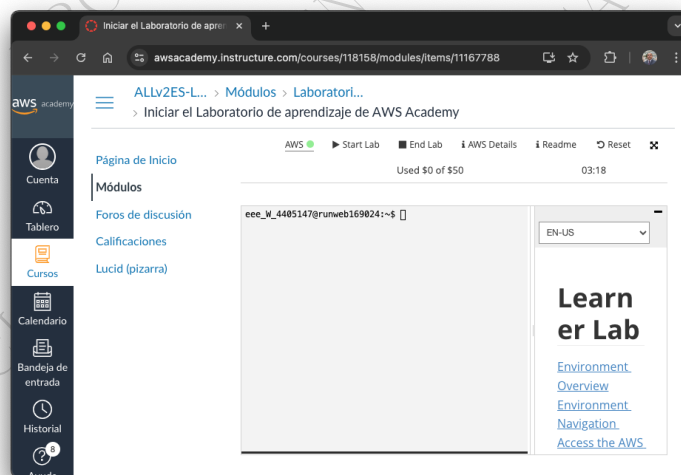 Iniciar el Laboratorio de apren
awsacademy.instructure.com/courses/118158/modules/items/11167788
aws academy
ALLv2ES-L... > Módulos > Laboratori...
> Iniciar el Laboratorio de aprendizaje de AWS Academy
AWS Start Lab End Lab AWS Details Readme Reset
Used $0 of $50 03:18
Cuenta
Tablero
Cursos
Calendario
Bandeja de
entrada
Historial
8
Página de Inicio
Módulos
Foros de discusión
Calificaciones
Lucid (pizarra)
eee_W_4405147@runweb169024:~$
EN-US
Learn
er Lab
Environment
Overview
Environment
Navigation
Access the AWS